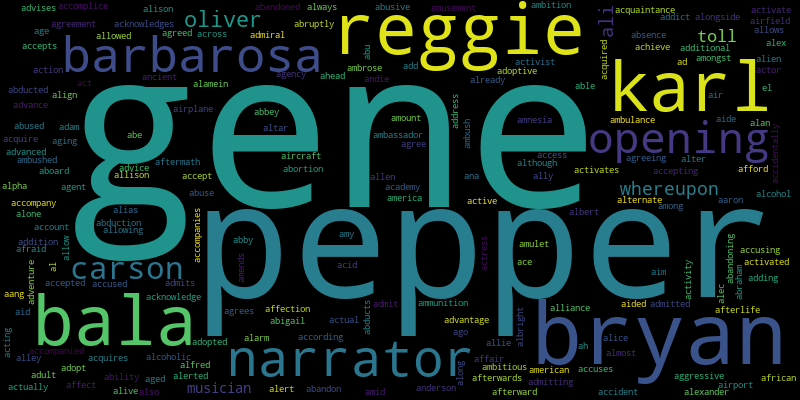 advises accomplice alison abandoned always ambition acquaintance activate
agreement acknowledges oliver abusive amusement addict alongside airfield
age allowed agreed across abruptly reggie ali absence toll allows alex
accepts barbarosa admiral abu activist achieve additional alien
action ancient agency ahead ambrose add adoptive acquired ad amongst actor
abducted act alamein andie already able karl air el
align airplane abbey amount address amnesia ambulance aide alan
advance gene
abused adam abe altar ambassador ambush opening accidentally
acquire aging agree although agreeing alter
advanced aftermath aircraft access accepting afford
ambushed aboard advice abortion allen ana ally activates
alpha agent allison accept academy ace whereupon
accompany alias abuse america active albert alternate aaron alcohol
alone abduction accompanies pepper among
account allowing abby amy amulet abandoning accusing
addition allow carson acid actress aim activated
afraid al admits amends activity abraham adding
aang adventure accepted accused acknowledge affection admit ammunition alec
aid bala agrees abigail actual abducts advantage alliance aided admitted afterlife
acting accompanied acquires adopted alarm according ago albright bryan alice african
alley alcoholic narrator allie affair ah almost
adult adopt alfred along ambitious american accuses
actually affect ability aged alerted musician alert abandon amid anderson afterwards admitting aggressive airport
alive also afterward accident alexander